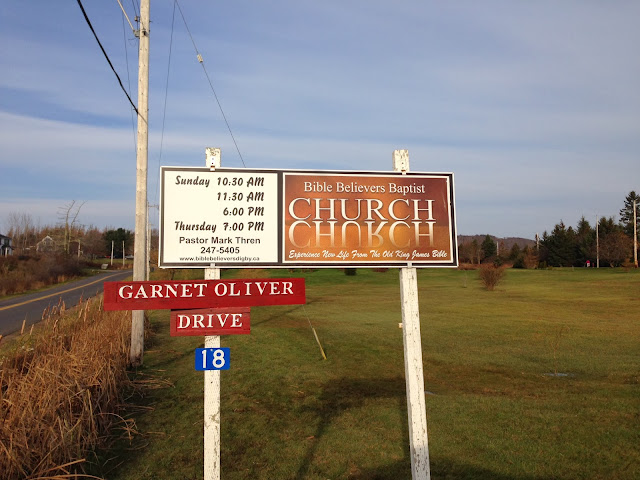 Sunday 10:30 AM
11:30 AM
6:00 PM
Thursday 7:00 PM
Pastor Mark Thren
247-5405
www.biblebelieversdigby.ca
Bible Believers Baptist
CHURCH
CHURCH
Experience New Life From The Old King James Bible
GARNET OLIVER
DRIVE
18